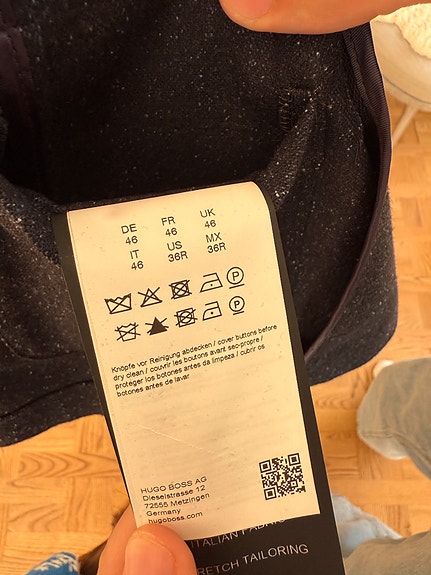 DE FR UK
46 46 46
IT US MX
46 36R 36R
P
P
Knöpfe vor Reinigung abdecken / cover buttons before
dry clean / couvrir les boutons avant sec-propre /
proteger los botones antes da limpeza / cubrir os
botones antes de lavar
HUGO BOSS AG
Dieselstrasse 12
72555 Metzingen
Germany
hugoboss.com
ITALIAN FABRIC
RETCH TAILORING